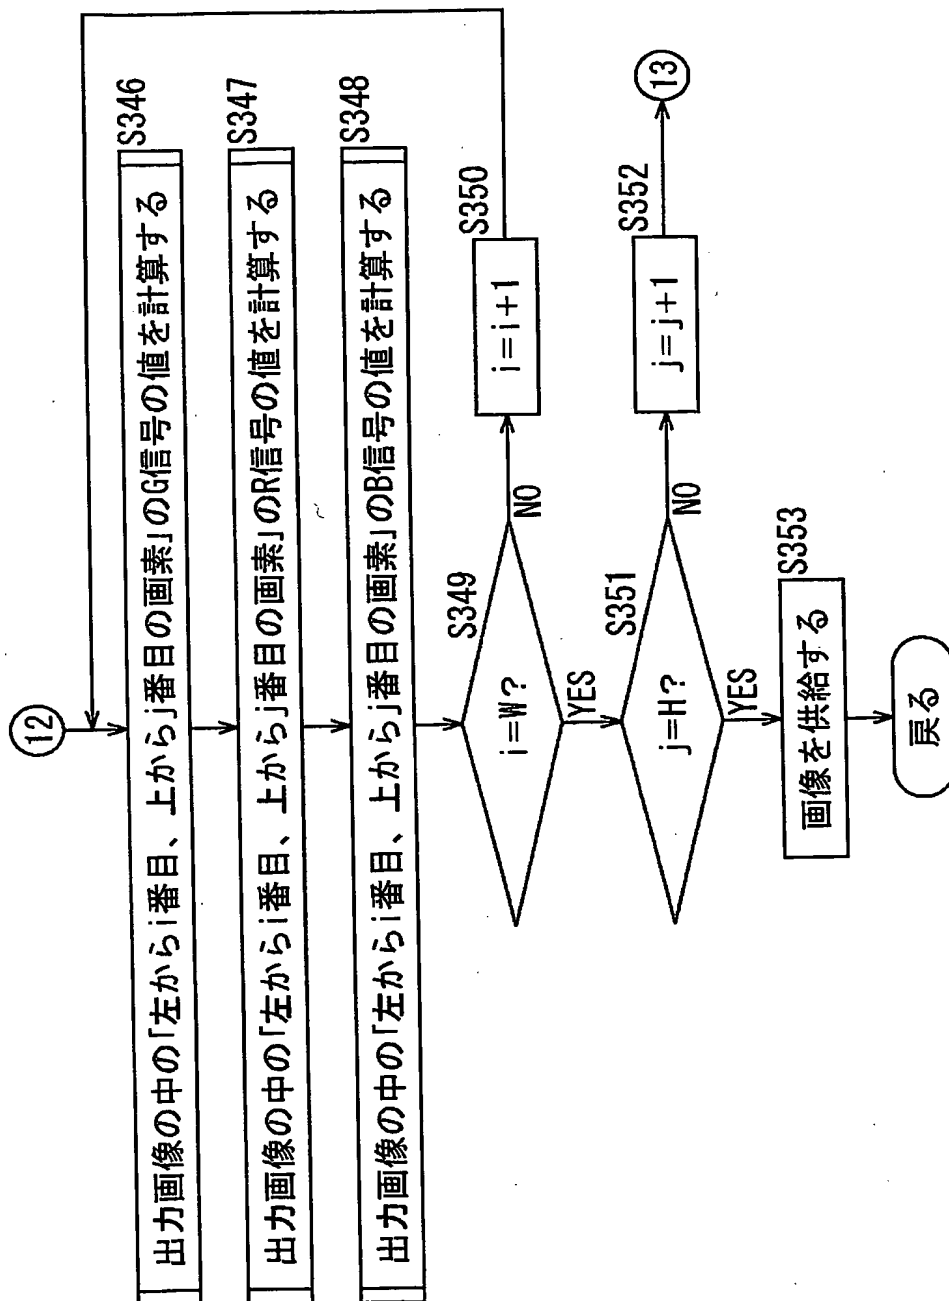 12
S346
出力画像の中の「左からi番目、上からj番目の画素」のG信号の値を計算する
S347
出力画像の中の「左からi番目、上からj番目の画素」のR信号の値を計算する
S348
出力画像の中の「左からi番目、上からj番目の画素」のB信号の値を計算する
S349
i=W?
NO
S350
i=i+1
YES
S351
j=H?
NO
S352
j=j+1
13
YES
S353
画像を供給する
戻る